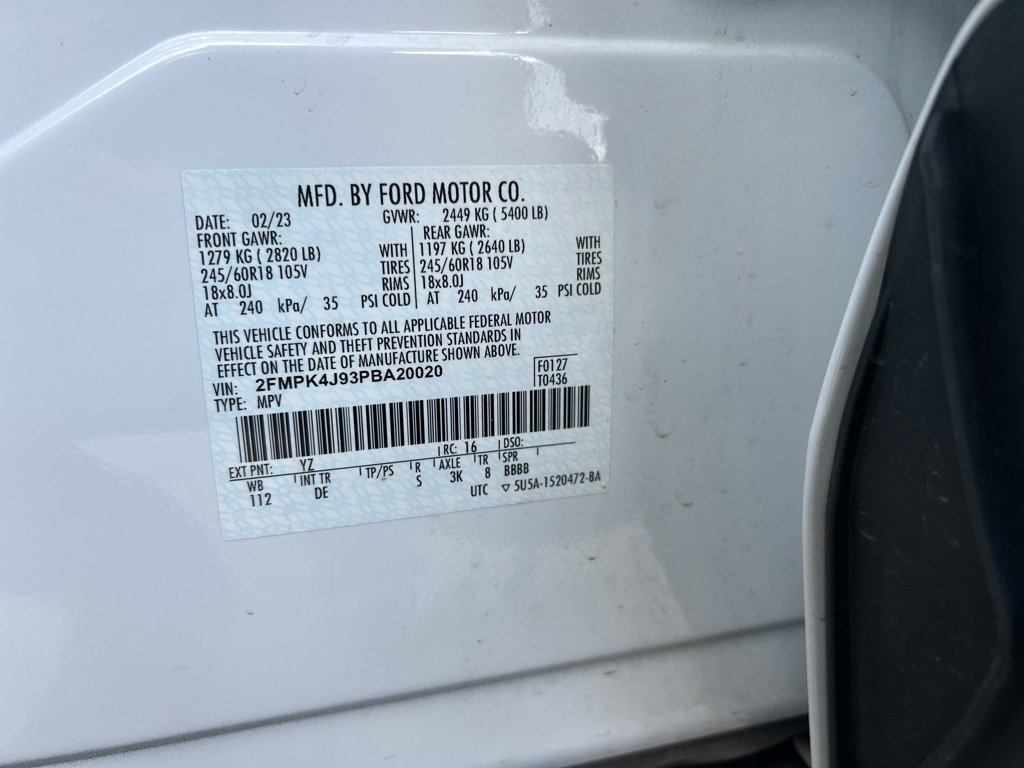 MFD. BY FORD MOTOR CO.
DATE: 02/23 GVWR: 2449 KG ( 5400 LB)
FRONT GAWR: REAR GAWR:
1279 KG ( 2820 LB) WITH 1197 KG ( 2640 LB) WITH
245/60R18 105V TIRES 245/60R18 105V TIRES
18x8.0J RIMS 18x8.0J RIMS
AT 240 kPa/ 35 PSI COLD AT 240 kPa/ 35 PSI COLD
THIS VEHICLE CONFORMS TO ALL APPLICABLE FEDERAL MOTOR
VEHICLE SAFETY AND THEFT PREVENTION STANDARDS IN
EFFECT ON THE DATE OF MANUFACTURE SHOWN ABOVE.
VIN: 2FMPK4J93PBA20020 F0127
TYPE: MPV T0436
EXT PNT: YZ RC: 16 DSO:
WB INT TR TP/PS R AXLE TR SPR
112 DE S 3K 8 BBBB
UTC ▽ 5U5A-1520472-BA